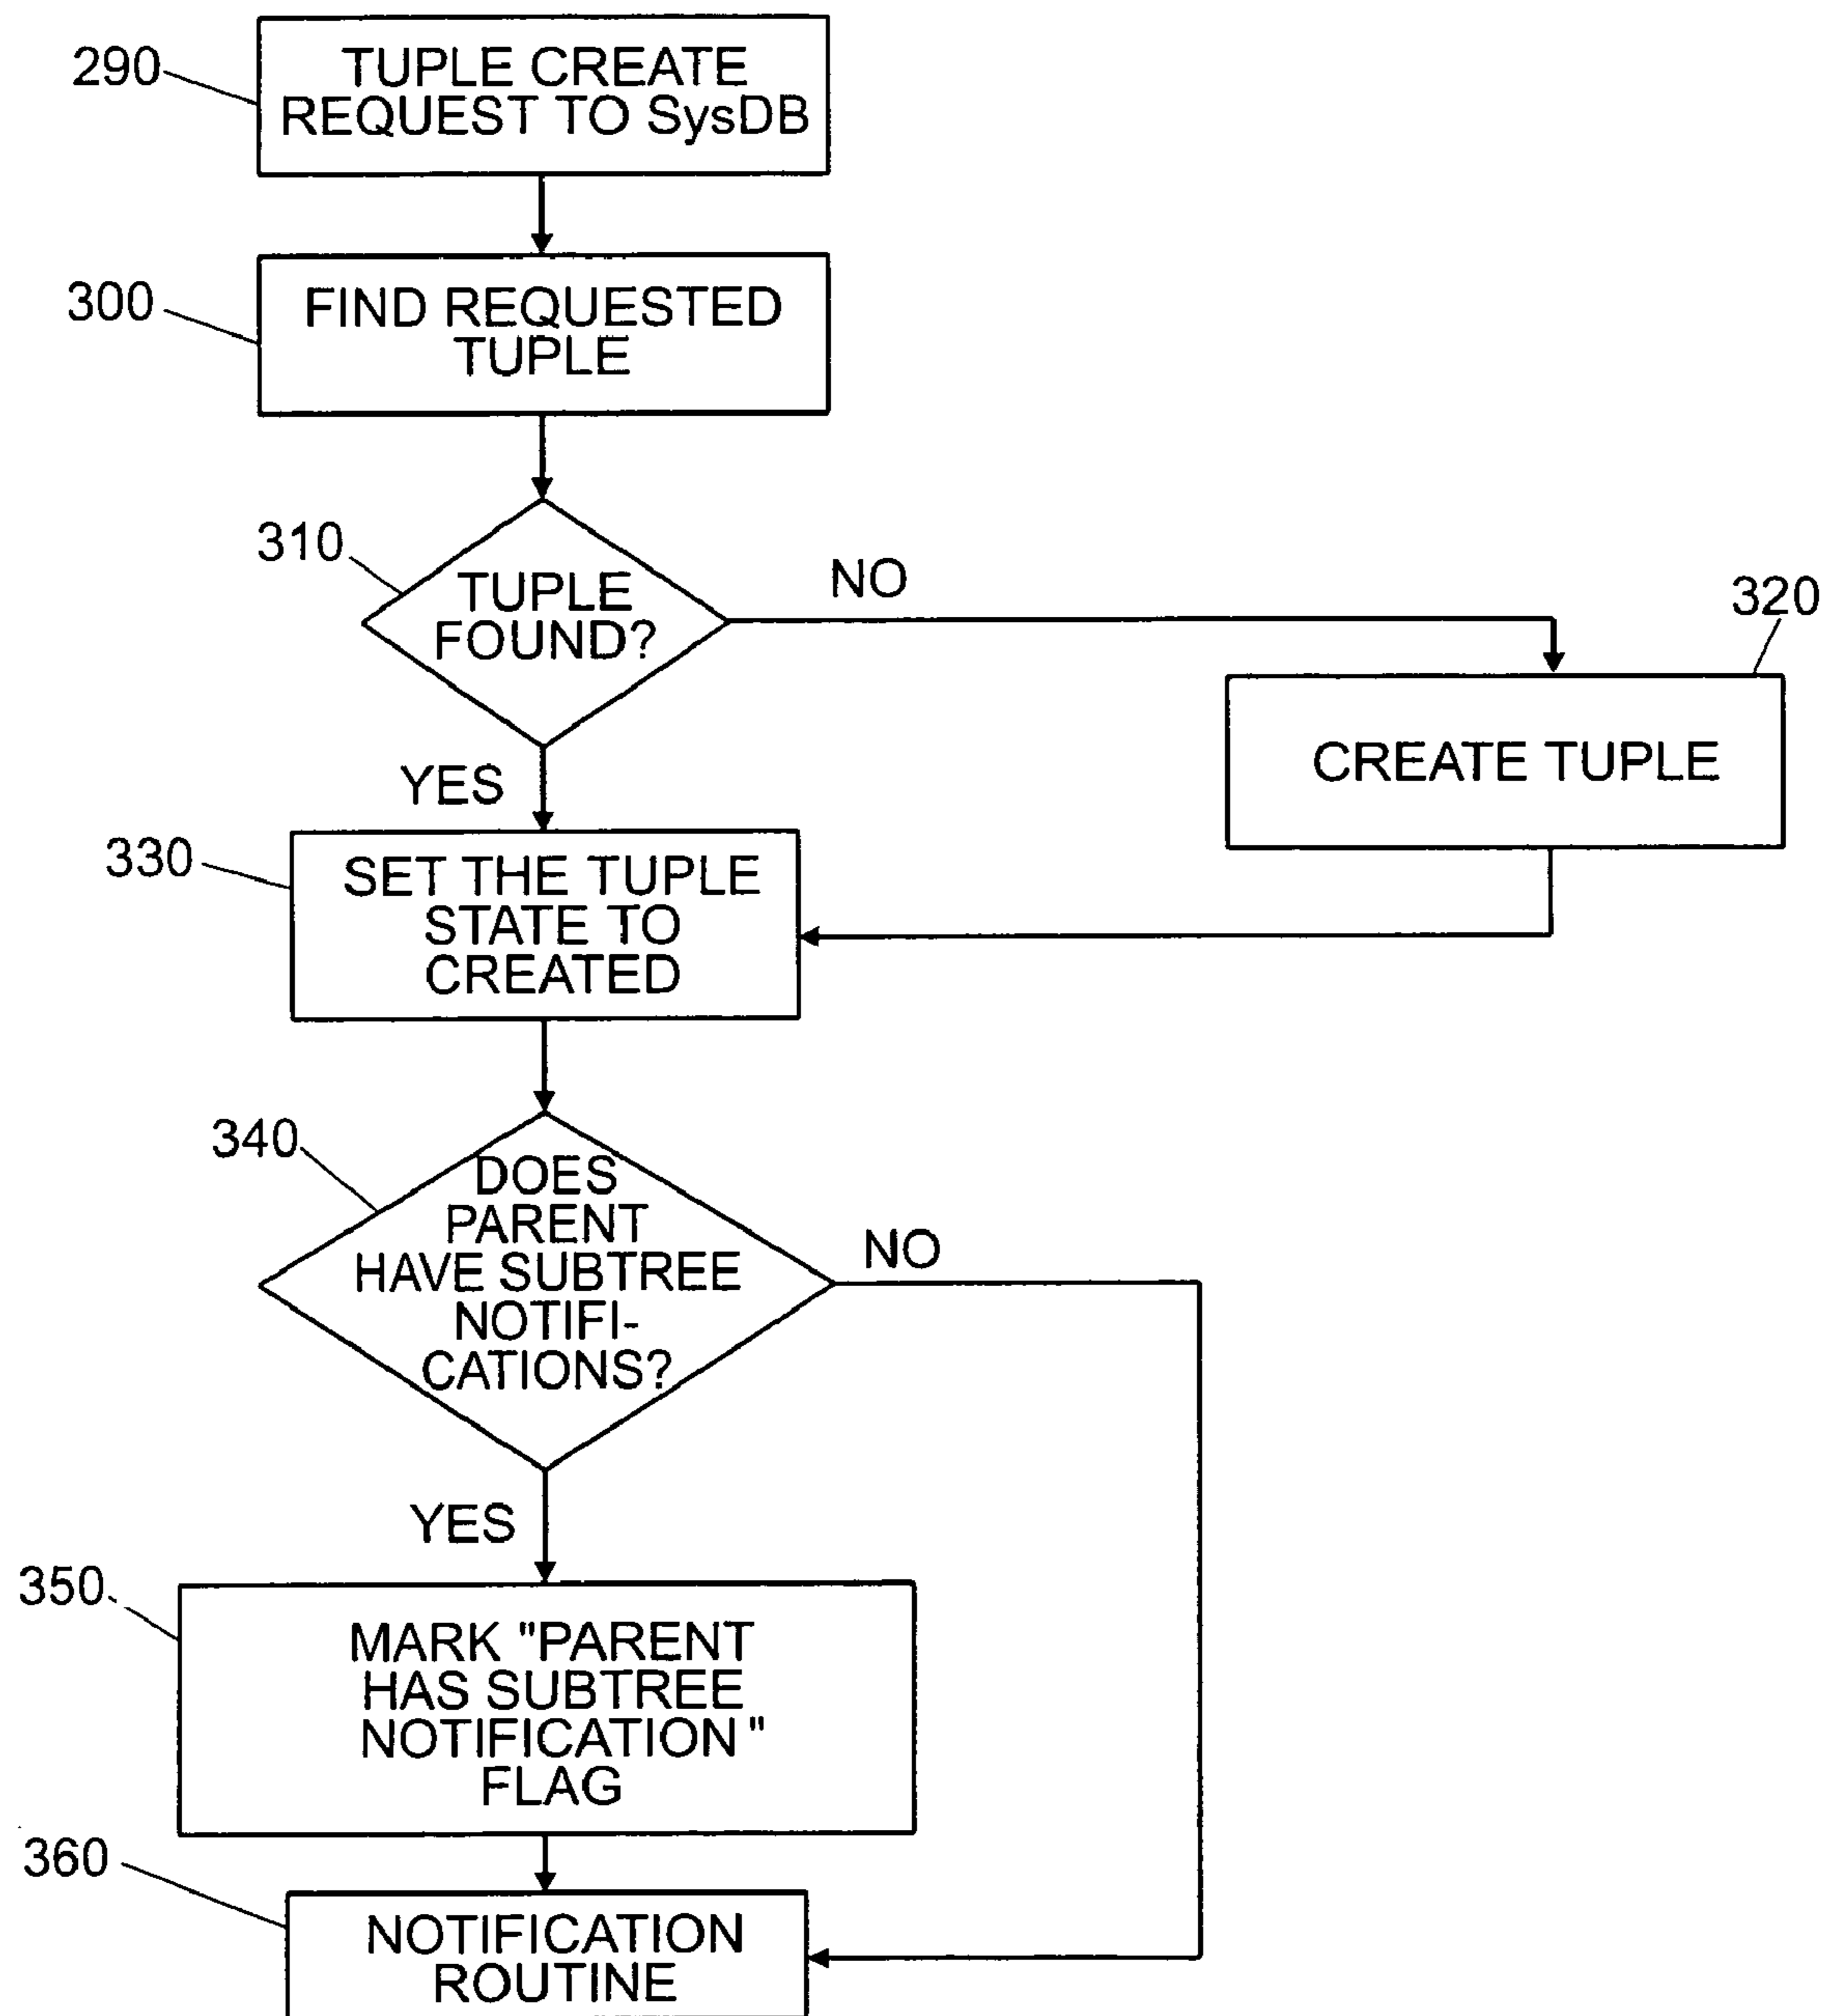 290
TUPLE CREATE
REQUEST TO SysDB
300
FIND REQUESTED
TUPLE
310
TUPLE
FOUND?
NO
320
CREATE TUPLE
YES
330
SET THE TUPLE
STATE TO
CREATED
340
DOES
PARENT
HAVE SUBTREE
NOTIFI-
CATIONS?
NO
YES
350
MARK "PARENT
HAS SUBTREE
NOTIFICATION "
FLAG
360
NOTIFICATION
ROUTINE